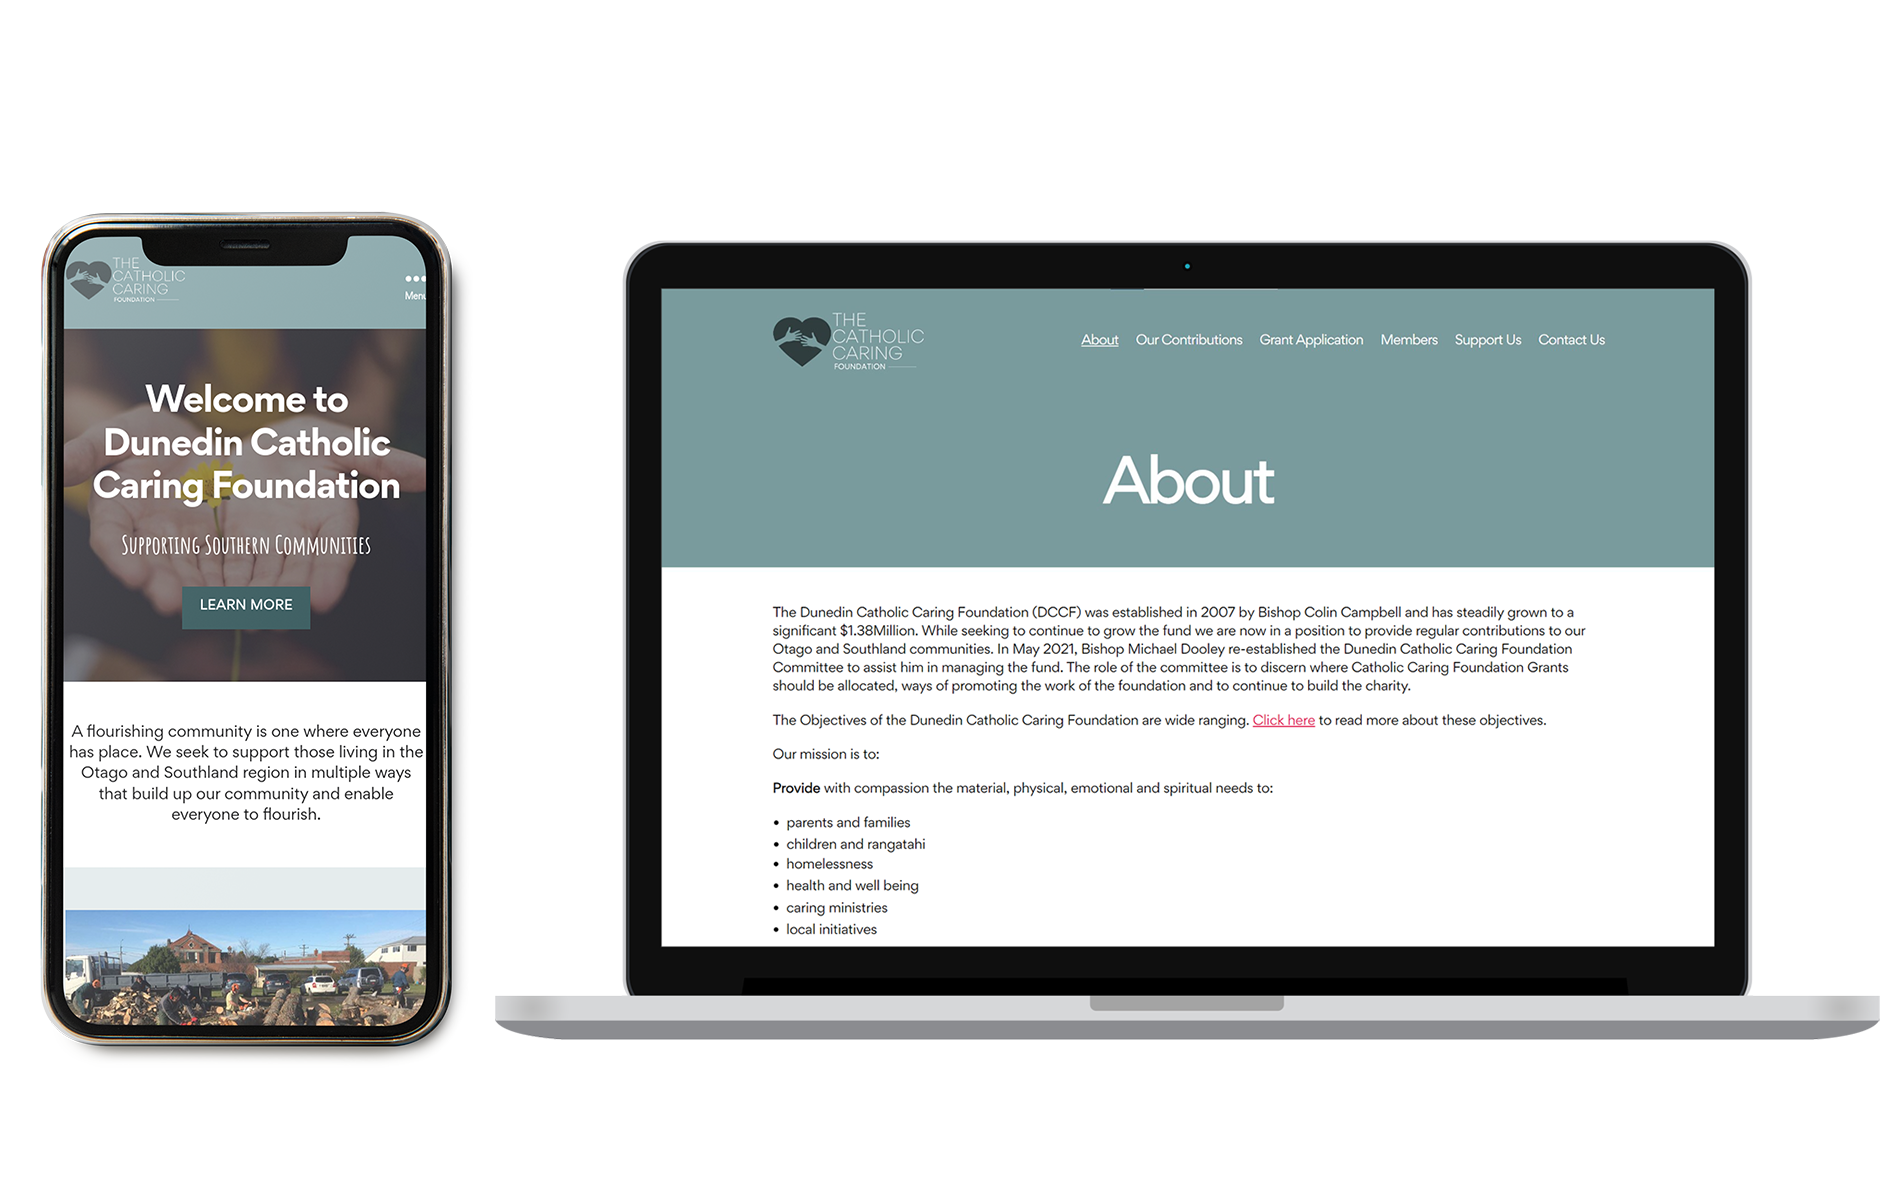 THE
CATHOLIC
CARING
FOUNDATION
Menu
Welcome to
Dunedin Catholic
Caring Foundation
Supporting Southern Communities
LEARN MORE
A flourishing community is one where everyone
has place. We seek to support those living in the
Otago and Southland region in multiple ways
that build up our community and enable
everyone to flourish.
THE
CATHOLIC
CARING
FOUNDATION
About Our Contributions Grant Application Members Support Us Contact Us
About
The Dunedin Catholic Caring Foundation (DCCF) was established in 2007 by Bishop Colin Campbell and has steadily grown to a
significant $1.38Million. While seeking to continue to grow the fund we are now in a position to provide regular contributions to our
Otago and Southland communities. In May 2021, Bishop Michael Dooley re-established the Dunedin Catholic Caring Foundation
Committee to assist him in managing the fund. The role of the committee is to discern where Catholic Caring Foundation Grants
should be allocated, ways of promoting the work of the foundation and to continue to build the charity.
The Objectives of the Dunedin Catholic Caring Foundation are wide ranging. Click here to read more about these objectives.
Our mission is to:
Provide with compassion the material, physical, emotional and spiritual needs to:
• parents and families
• children and rangatahi
• homelessness
• health and well being
• caring ministries
• local initiatives